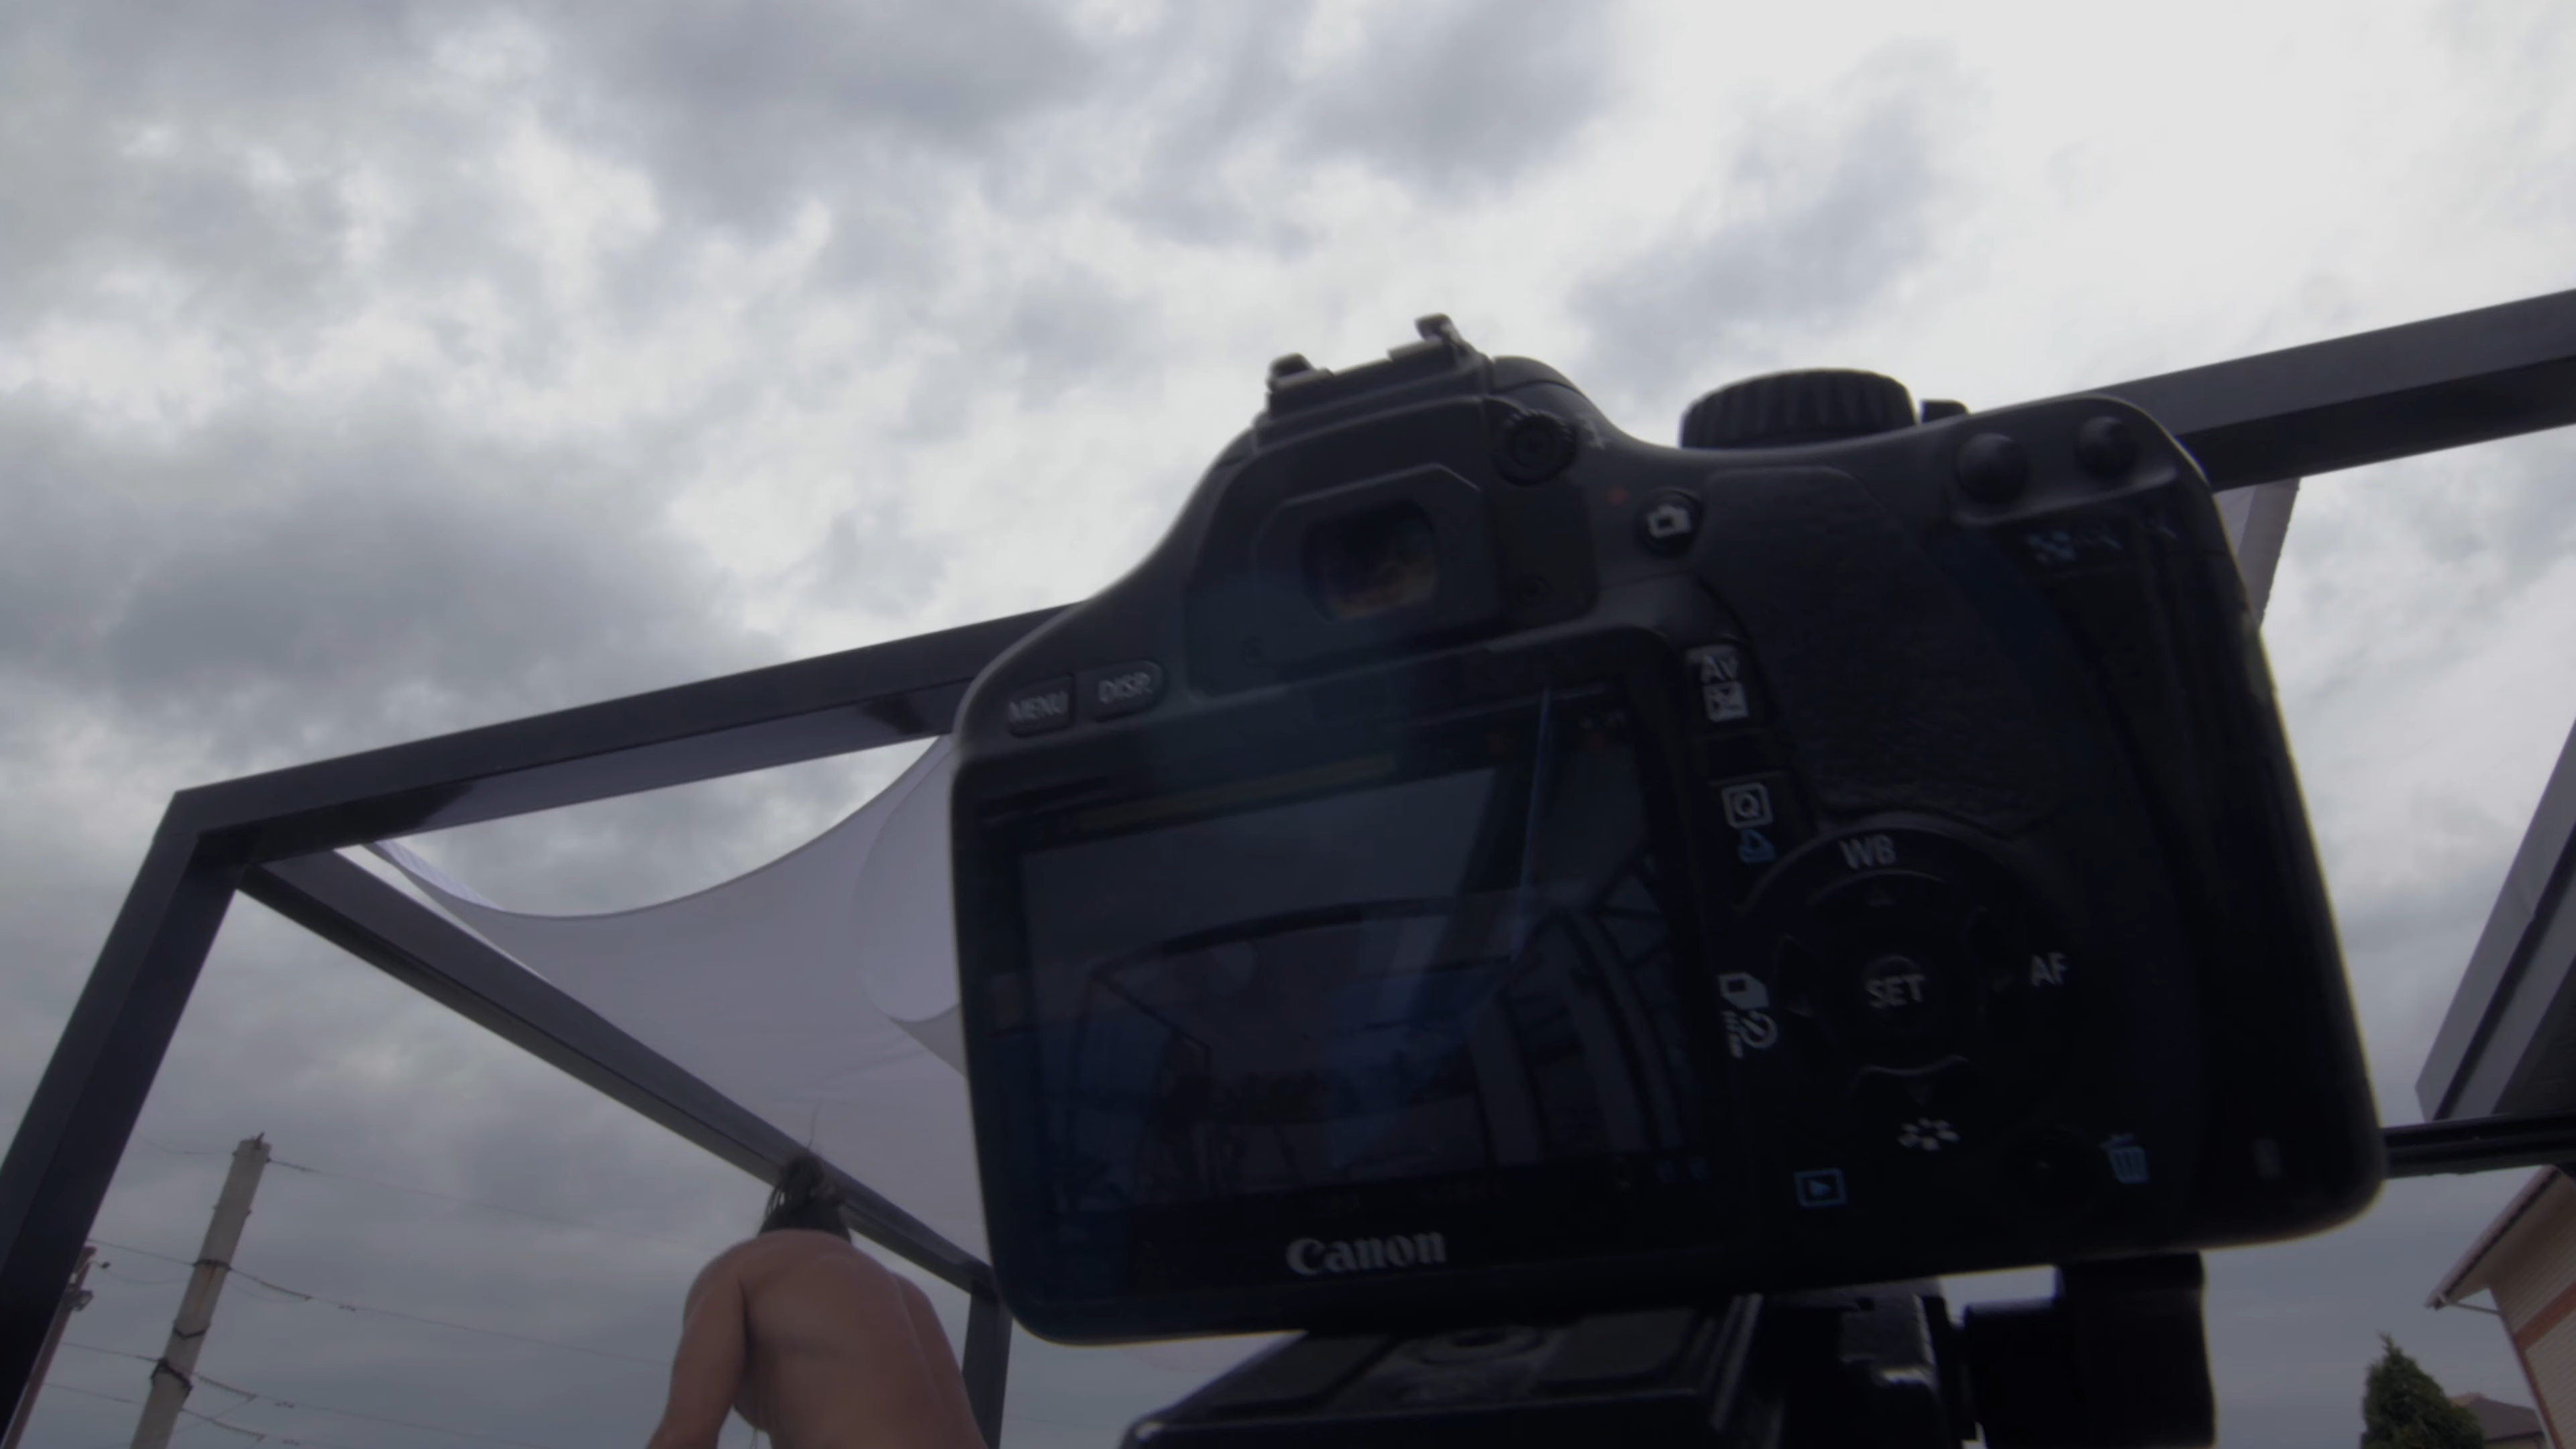 MENU DISP.
AV
Q
WB
AF
SET
Canon